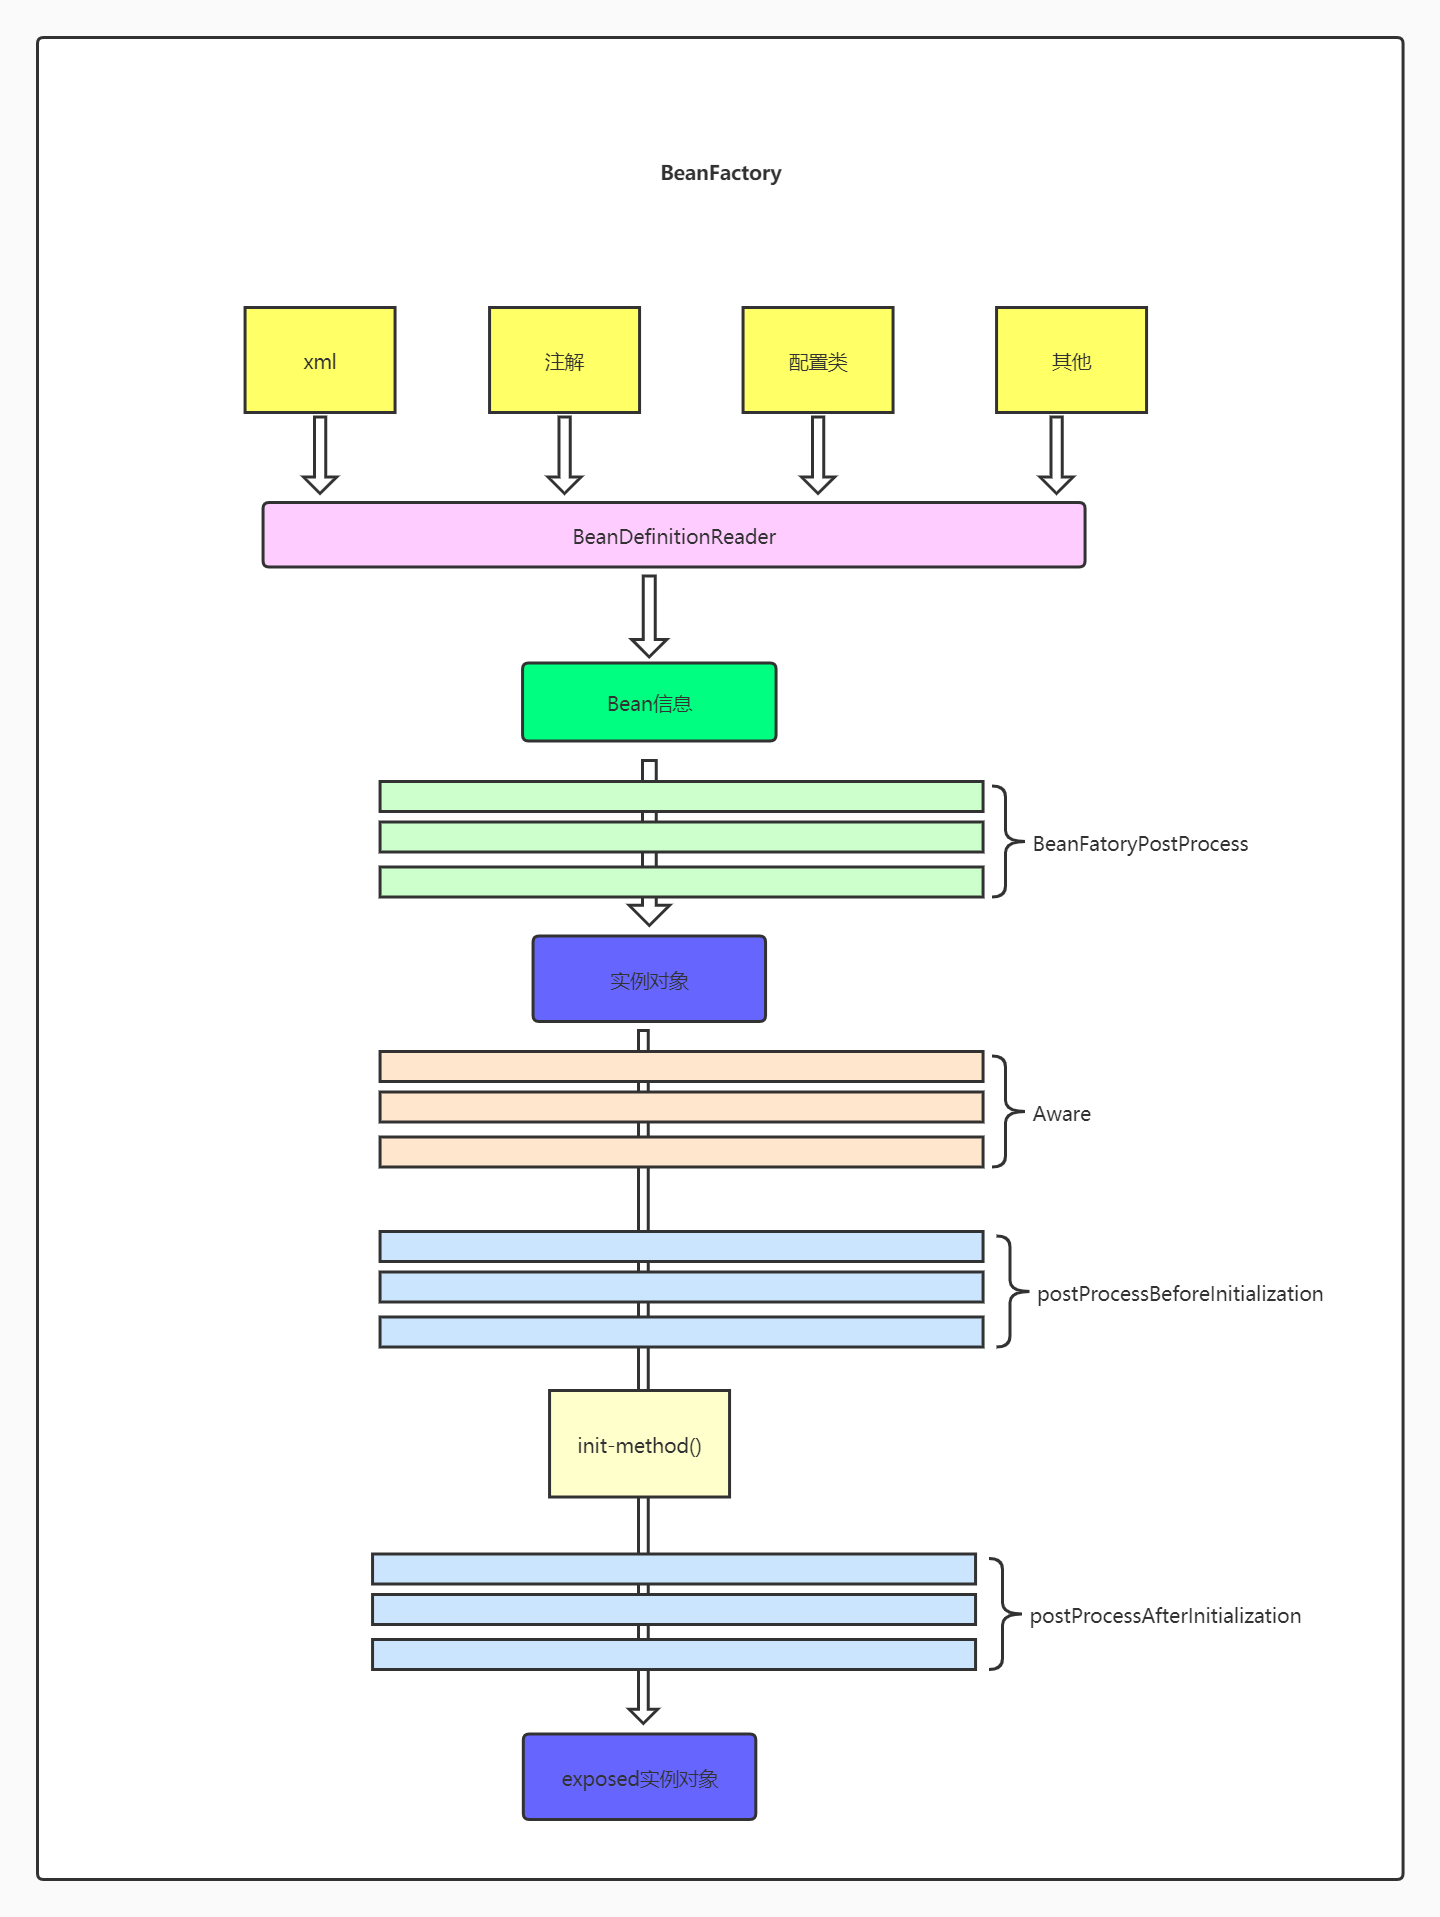 BeanFactory
xml
注解
配置类
其他
BeanDefinitionReader
Bean信息
BeanFatoryPostProcess
实例对象
Aware
postProcessBeforeInitialization
init-method()
postProcessAfterInitialization
exposed实例对象